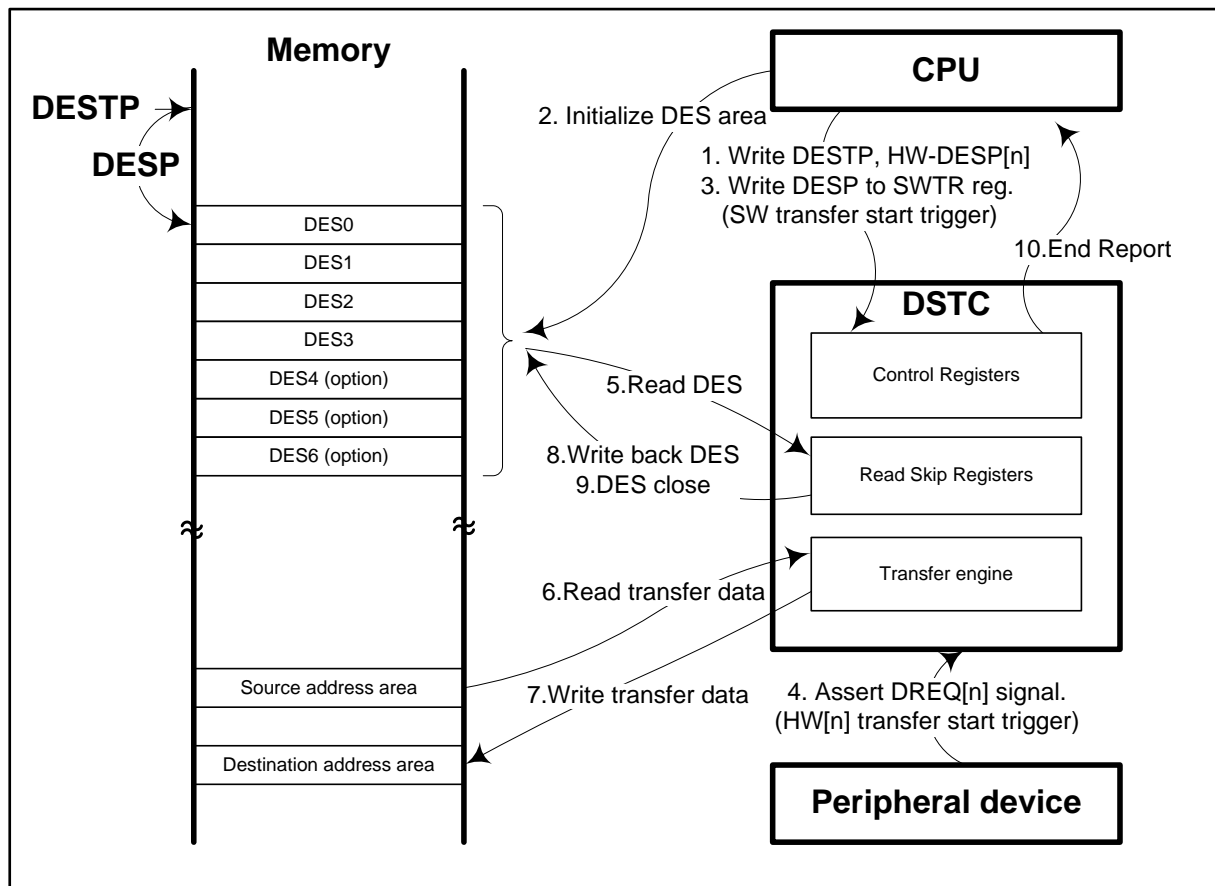 Memory
CPU
DESTP
DESP
2. Initialize DES area
1. Write DESTP, HW-DESP[n]
3. Write DESP to SWTR reg.
(SW transfer start trigger)
10.End Report
DES0
DES1
DES2
DES3
DES4 (option)
DES5 (option)
DES6 (option)
DSTC
Control Registers
5.Read DES
8.Write back DES
9.DES close
Read Skip Registers
Transfer engine
6.Read transfer data
Source address area
7.Write transfer data
4. Assert DREQ[n] signal.
(HW[n] transfer start trigger)
Destination address area
Peripheral device